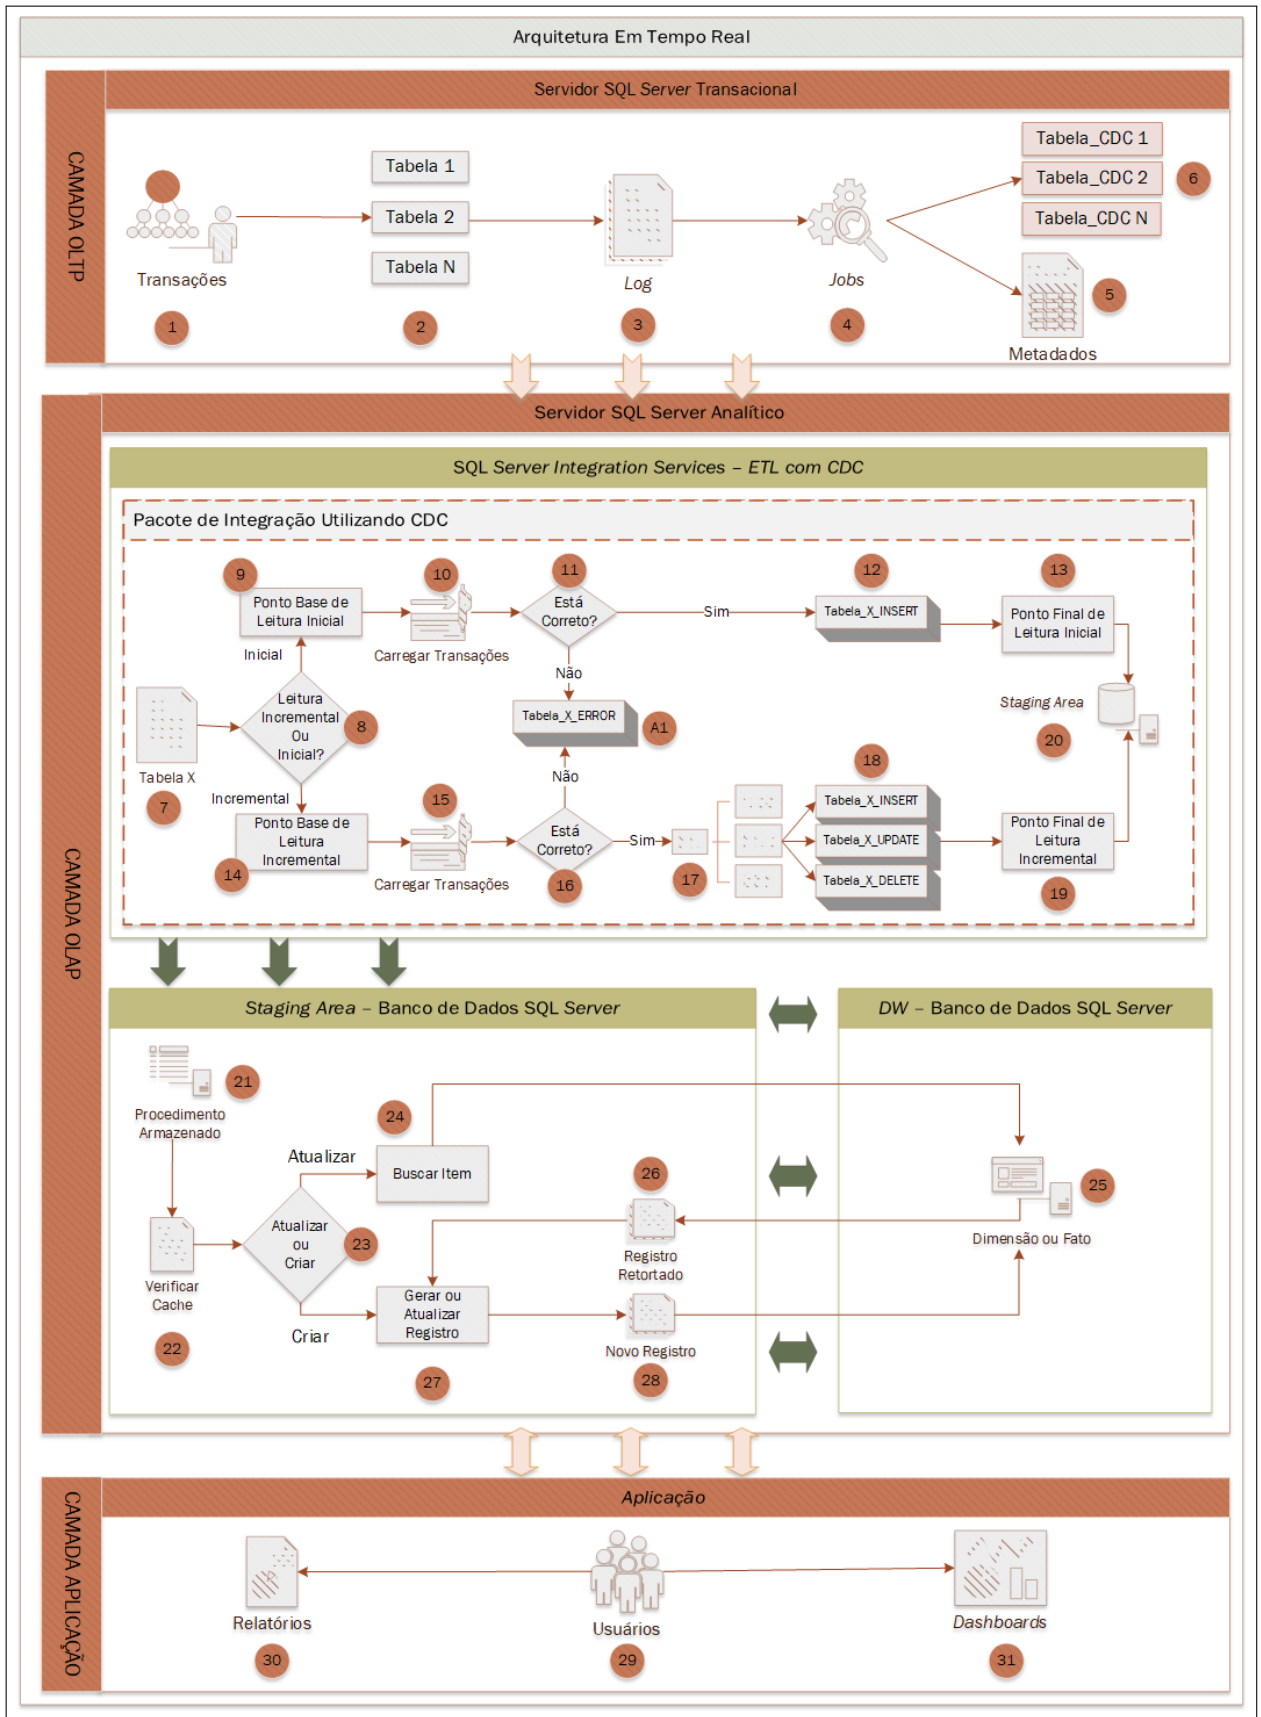 Arquitetura Em Tempo Real
CAMADA OLTP
Servidor SQL Server Transacional
Transações
1
Tabela 1
Tabela 2
Tabela N
2
Log
3
Jobs
4
Tabela_CDC 1
Tabela_CDC 2
Tabela_CDC N
6
5
Metadados
CAMADA OLAP
Servidor SQL Server Analítico
SQL Server Integration Services – ETL com CDC
Pacote de Integração Utilizando CDC
9
Ponto Base de
Leitura Inicial
10
Carregar Transações
11
Está
Correto?
Sim
12
Tabela_X_INSERT
13
Ponto Final de
Leitura Inicial
Inicial
Não
Tabela X
7
Leitura
Incremental
Ou
Inicial?
8
Tabela_X_ERROR
A1
Staging Area
20
Incremental
Não
14
Ponto Base de
Leitura
Incremental
15
Carregar Transações
Está
Correto?
16
Sim
17
18
Tabela_X_INSERT
Tabela_X_UPDATE
Tabela_X_DELETE
Ponto Final de
Leitura
Incremental
19
Staging Area – Banco de Dados SQL Server
DW – Banco de Dados SQL Server
21
Procedimento
Armazenado
24
Atualizar
Buscar Item
26
Registro
Retortado
25
Dimensão ou Fato
Atualizar
ou
Criar
23
Verificar
Cache
22
Criar
Gerar ou
Atualizar
Registro
27
Novo Registro
28
CAMADA APLICAÇÃO
Aplicação
Relatórios
30
Usuários
29
Dashboards
31